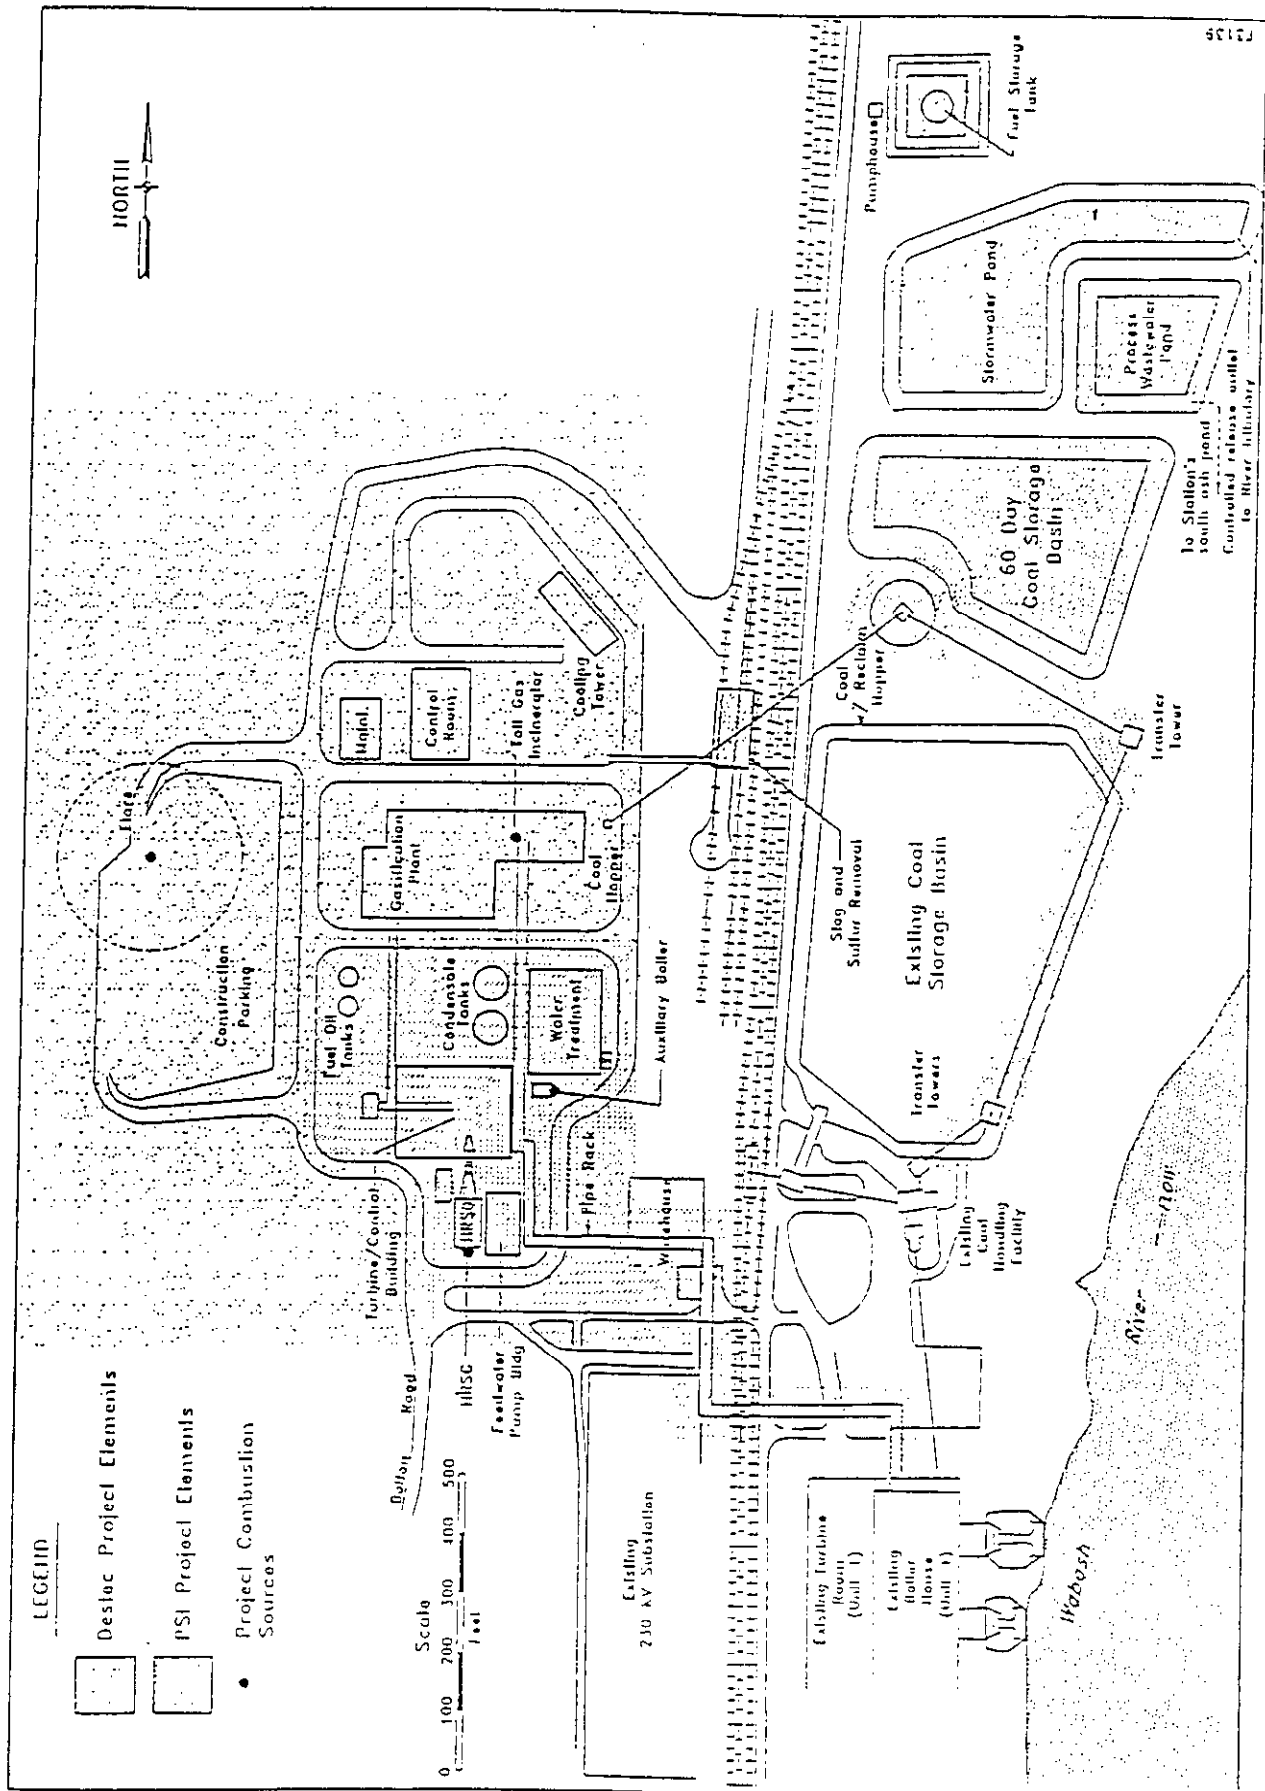 F3139
NORTH
LEGEND
Destec Project Elements
PSI Project Elements
Project Combustion
Sources
Scale
0 100 200 300 400 500
Feet
Flare
Construction
Parking
Maint.
Control
Room
Tail Gas
Incinerator
Cooling
Tower
Gasification
Plant
Coal
Hopper
Fuel Oil
Tanks
Condensate
Tanks
Water
Treatment
Auxiliary Boiler
Turbine/Control
Building
HRSG
HRSG
Feedwater
Pump Bldg
Pipe Rack
Warehouse
Road
Existing
230 kV Substation
Pumphouse
Fuel Storage
Tank
Stormwater Pond
Process
Wastewater
Pond
To Station's
south ash pond
Controlled release outlet
to River tributary
60 Day
Coal Storage
Basin
Coal
Reclaim
Hopper
Transfer
Tower
Slag and
Sulfur Removal
Existing Coal
Storage Basin
Transfer
Towers
Existing
Coal
Handling
Facility
Existing Turbine
Room
(Unit 1)
Existing
Boiler
House
(Unit 1)
Wabash
River
Flow